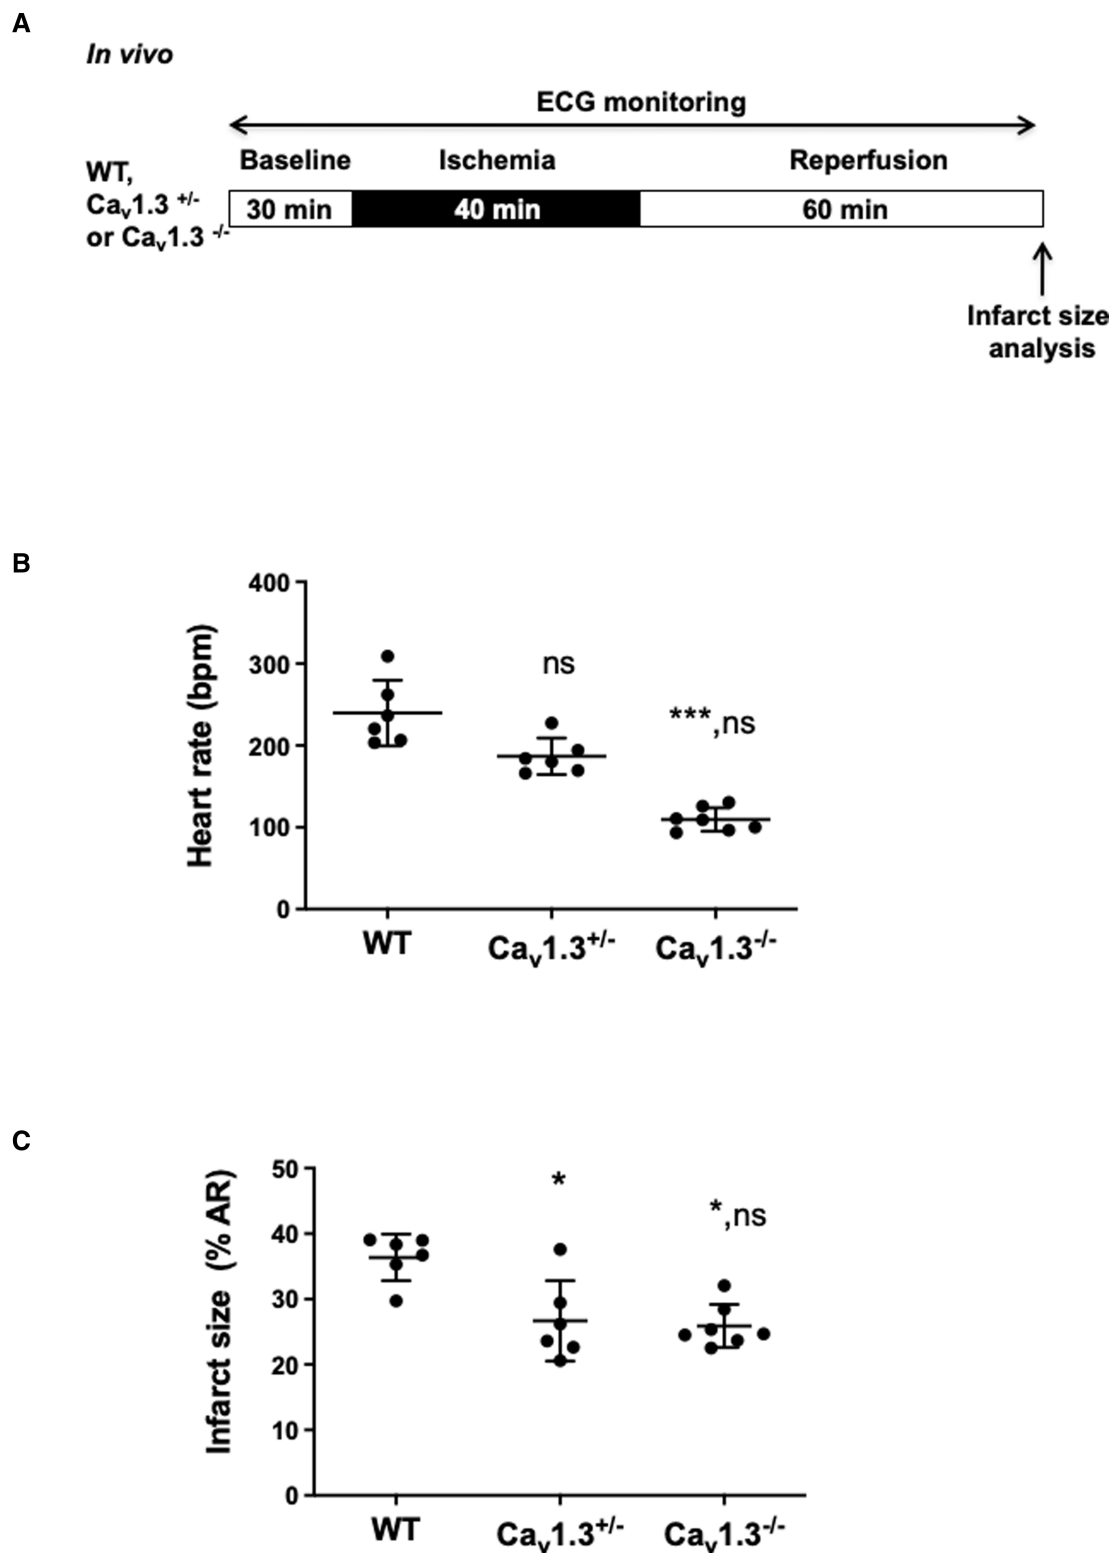 A
In vivo
ECG monitoring
Baseline Ischemia Reperfusion
WT,
Cav1.3 +/-
or Cav1.3 -/-
30 min 40 min 60 min
Infarct size
analysis
B
Heart rate (bpm)
400
300
200
100
0
ns
***,ns
WT Cav1.3+/- Cav1.3-/-
C
Infarct size (% AR)
50
40
30
20
10
0
*
*,ns
WT Cav1.3+/- Cav1.3-/-